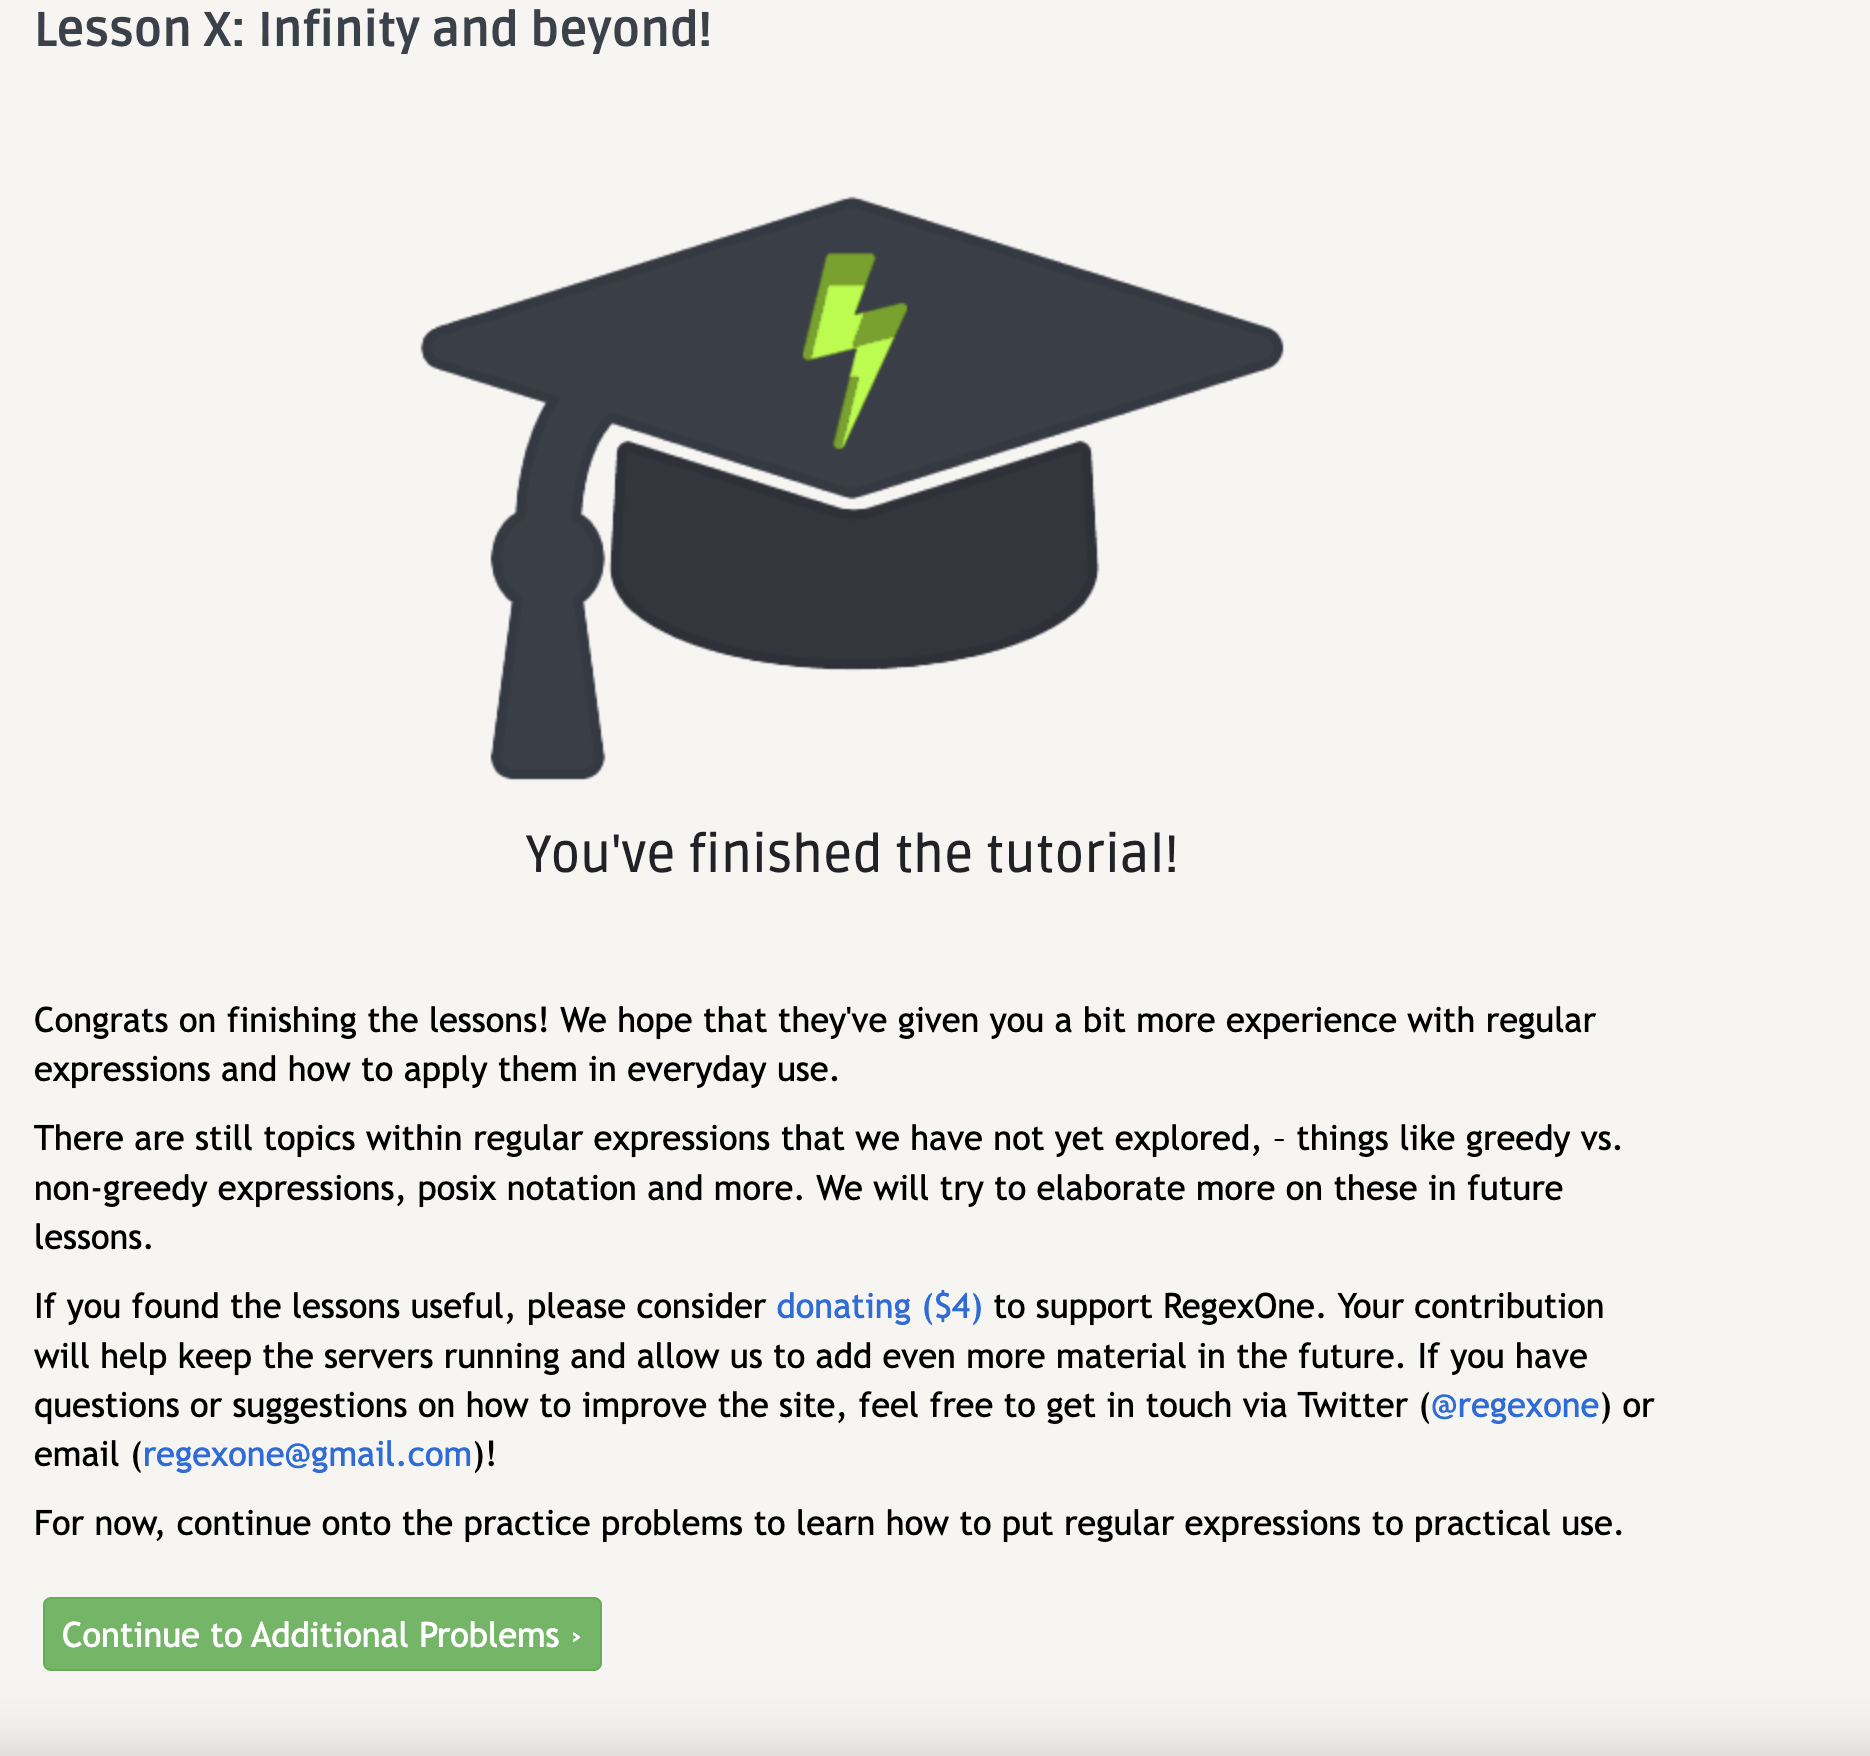 Lesson X: Infinity and beyond!
You've finished the tutorial!
Congrats on finishing the lessons! We hope that they've given you a bit more experience with regular
expressions and how to apply them in everyday use.
There are still topics within regular expressions that we have not yet explored, – things like greedy vs.
non-greedy expressions, posix notation and more. We will try to elaborate more on these in future
lessons.
If you found the lessons useful, please consider donating ($4) to support RegexOne. Your contribution
will help keep the servers running and allow us to add even more material in the future. If you have
questions or suggestions on how to improve the site, feel free to get in touch via Twitter (@regexone) or
email (regexone@gmail.com)!
For now, continue onto the practice problems to learn how to put regular expressions to practical use.
Continue to Additional Problems ›